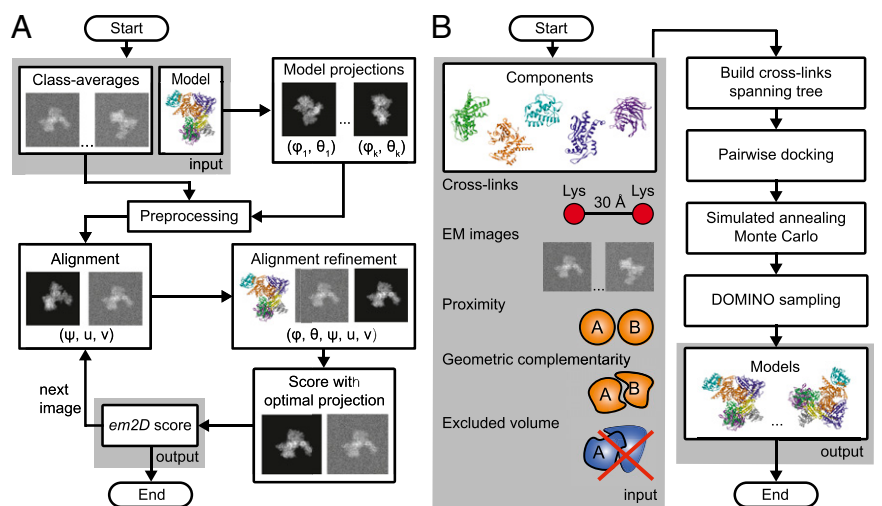 A
Start
Class-averages
Model
...
input
Model projections
...
(φ1, θ1) (φk, θk)
Preprocessing
Alignment
(ψ, u, v)
Alignment refinement
(φ, θ, ψ, u, v)
Score with
optimal projection
next
image
em2D score
output
End
B
Start
Components
Cross-links
Lys Lys
30 Å
EM images
...
Proximity
A B
Geometric complementarity
A B
Excluded volume
A
input
Build cross-links
spanning tree
Pairwise docking
Simulated annealing
Monte Carlo
DOMINO sampling
Models
...
output
End